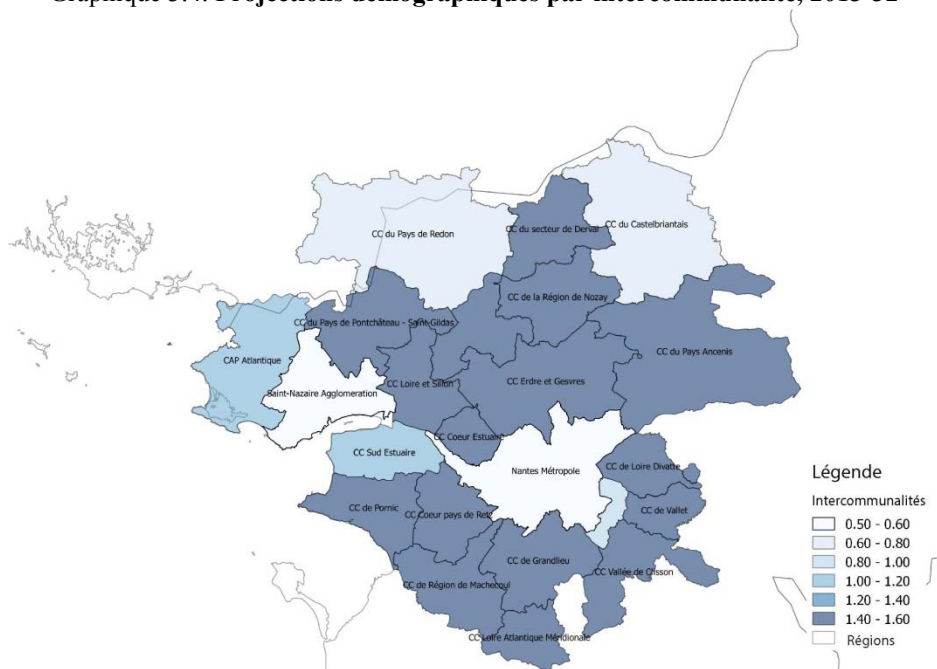 Graphique 3.4. Projections démographiques par intercommunalité, 2013-32
CC du Pays de Redon
CC du secteur de Derval
CC du Castelbriantais
CC de la Région de Nozay
CC du Pays de Pontchâteau - Saint-Gildas
CC du Pays Ancenis
CAP Atlantique
CC Loire et Sillon
CC Erdre et Gesvres
Saint-Nazaire Agglomeration
CC Coeur Estuaire
CC Sud Estuaire
Nantes Métropole
CC de Loire Divatte
CC de Pornic
CC Coeur pays de Retz
CC de Vallet
CC de Grandlieu
CC Vallée de Clisson
CC de Région de Machecoul
CC Loire Atlantique Méridionale
Légende
Intercommunalités
0.50 - 0.60
0.60 - 0.80
0.80 - 1.00
1.00 - 1.20
1.20 - 1.40
1.40 - 1.60
Régions